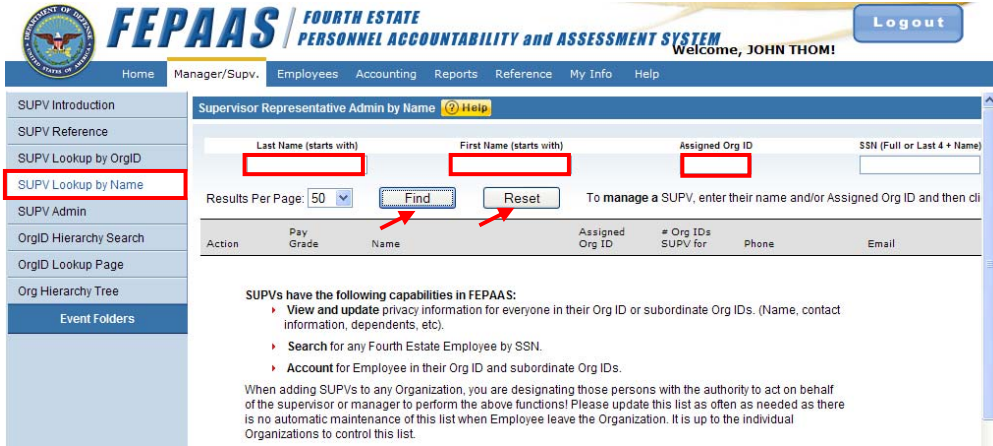 DEPARTMENT OF DEFENSE
FEPAAS
FOURTH ESTATE
PERSONNEL ACCOUNTABILITY and ASSESSMENT SYSTEM
Logout
Welcome, JOHN THOM!
Home Manager/Supv. Employees Accounting Reports Reference My Info Help
SUPV Introduction
SUPV Reference
SUPV Lookup by OrgID
SUPV Lookup by Name
SUPV Admin
OrgID Hierarchy Search
OrgID Lookup Page
Org Hierarchy Tree
Event Folders
Supervisor Representative Admin by Name ? Help
Last Name (starts with) First Name (starts with) Assigned Org ID SSN (Full or Last 4 + Name)
Results Per Page: 50 Find Reset To manage a SUPV, enter their name and/or Assigned Org ID and then cli
Action Pay Grade Name Assigned Org ID # Org IDs SUPV for Phone Email
SUPVs have the following capabilities in FEPAAS:
View and update privacy information for everyone in their Org ID or subordinate Org IDs. (Name, contact
information, dependents, etc).
Search for any Fourth Estate Employee by SSN.
Account for Employee in their Org ID and subordinate Org IDs.
When adding SUPVs to any Organization, you are designating those persons with the authority to act on behalf
of the supervisor or manager to perform the above functions! Please update this list as often as needed as there
is no automatic maintenance of this list when Employee leave the Organization. It is up to the individual
Organizations to control this list.